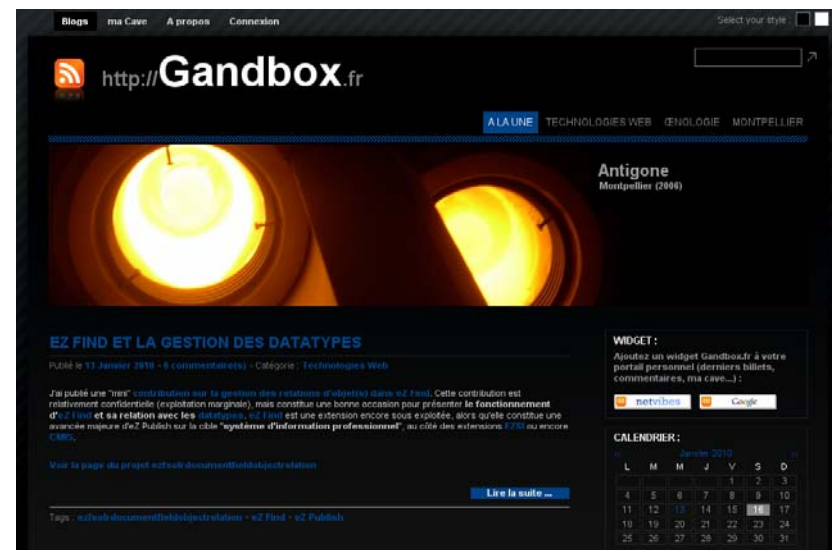 Blogs ma Cave A propos Connexion Select your style :
http://Gandbox.fr
A LA UNE TECHNOLOGIES WEB ŒNOLOGIE MONTPELLIER
Antigone
Montpellier (2006)
EZ FIND ET LA GESTION DES DATATYPES
Publié le 13 Janvier 2010 - 6 commentaire(s) - Catégorie : Technologies Web
J'ai publié une "mini" contribution sur la gestion des relations d'objet(s) dans eZ Find. Cette contribution est
relativement confidentielle (exploitation marginale), mais constitue une bonne occasion pour présenter le fonctionnement
d'eZ Find et sa relation avec les datatypes. eZ Find est une extension encore sous exploitée, alors qu'elle constitue une
avancée majeure d'eZ Publish sur la cible "système d'information professionnel", au côté des extensions EZSI ou encore
CMIS.
Voir la page du projet ezfsolrdocumentfieldobjectrelation
Lire la suite ...
Tags : ezfsolrdocumentfieldobjectrelation - eZ Find - eZ Publish
WIDGET :
Ajoutez un widget Gandbox.fr à votre
portail personnel (derniers billets,
commentaires, ma cave...) :
netvibes Google
CALENDRIER :
Janvier 2010
L M M J V S D
1 2 3
4 5 6 7 8 9 10
11 12 13 14 15 16 17
18 19 20 21 22 23 24
25 26 27 28 29 30 31